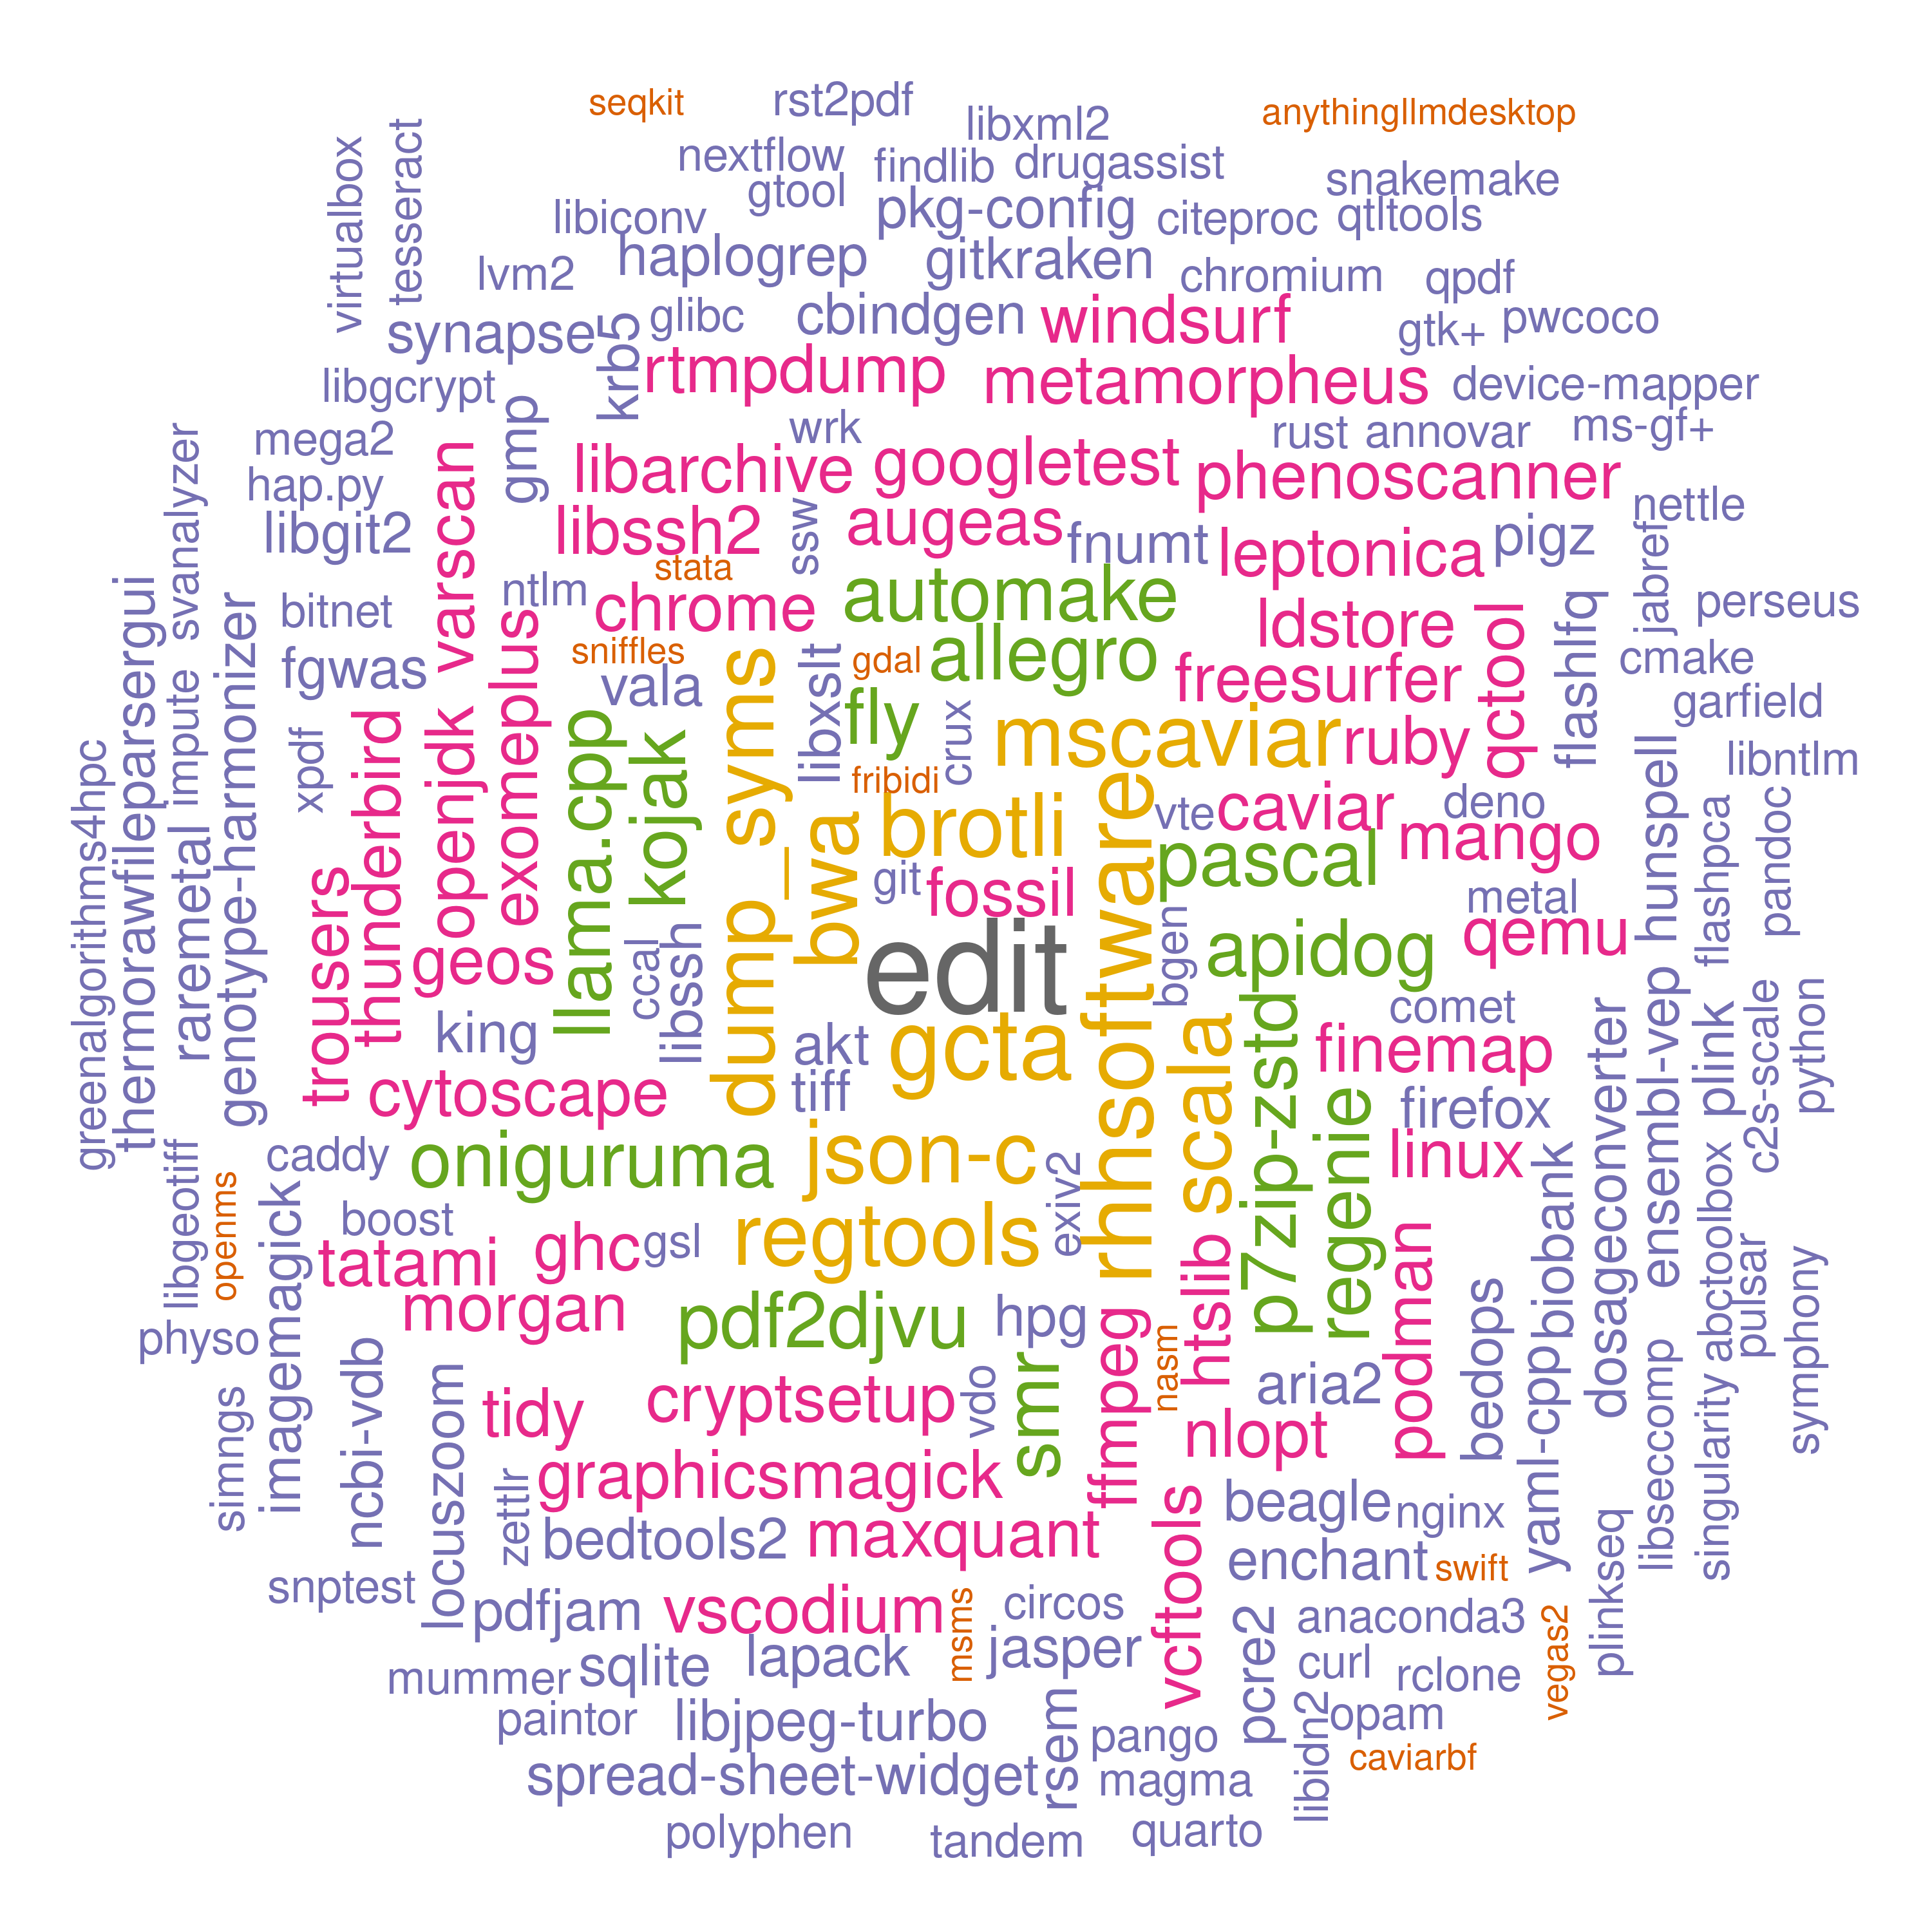 seqkit
rst2pdf
anythingllmdesktop
libxml2
virtualbox
tesseract
nextflow
findlib
drugassist
snakemake
gtool
libiconv
pkg-config
citeproc
qtltools
haplogrep
gitkraken
lvm2
chromium
qpdf
synapse
glibc
krb5
cbindgen
windsurf
gtk+
pwcoco
libgcrypt
rtmpdump
metamorpheus
device-mapper
gmp
mega2
wrk
rust
annovar
ms-gf+
svanalyzer
hap.py
varscan
libarchive
googletest
phenoscanner
nettle
libgit2
libssh2
ssw
augeas
fnumt
leptonica
pigz
jabref
stata
thermorawfileparsergui
genotype-harmonizer
bitnet
ntlm
exomeplus
chrome
automake
ldstore
qctool
flashlfq
perseus
fgwas
sniffles
gdal
allegro
freesurfer
cmake
impute
vala
dump_syms
libxslt
fly
crux
mscaviar
ruby
garfield
xpdf
thunderbird
openjdk
llama.cpp
kojak
fribidi
rhhsoftware
hunspell
libntlm
greenalgorithms4hpc
raremetal
bwa
brotli
vte
caviar
deno
mango
flashpca
pandoc
trousers
git
fossil
pascal
metal
geos
ccal
libssh
edit
bgen
apidog
qemu
king
akt
gcta
scala
p7zip-zstd
comet
finemap
dosageconverter
ensembl-vep
plink
c2s-scale
python
cytoscape
tiff
regenie
firefox
libgeotiff
openms
caddy
oniguruma
json-c
exiv2
linux
yaml-cpp
biobank
abctoolbox
imagemagick
boost
tatami
ghc
gsl
regtools
htslib
podman
bedops
pulsar
symphony
physo
morgan
pdf2djvu
hpg
ffmpeg
nasm
simngs
ncbi-vdb
locuszoom
tidy
cryptsetup
vdo
smr
aria2
nlopt
libseccomp
singularity
zettlr
graphicsmagick
beagle
nginx
plinkseq
bedtools2
maxquant
vcftools
enchant
swift
snptest
pdfjam
vscodium
msms
circos
pcre2
anaconda3
vegas2
mummer
sqlite
lapack
jasper
curl
rclone
paintor
libjpeg-turbo
rsem
pango
libidn2
opam
spread-sheet-widget
magma
caviarbf
polyphen
tandem
quarto